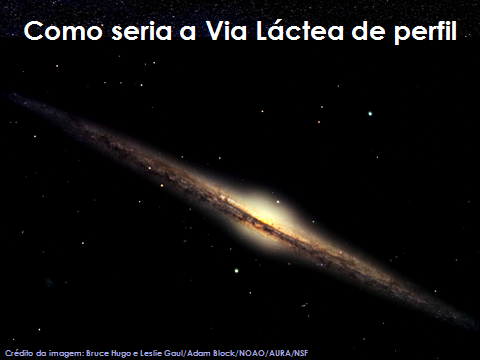 Como seria a Via Láctea de perfil
Crédito da imagem: Bruce Hugo e Leslie Gaul/Adam Block/NOAO/AURA/NSF